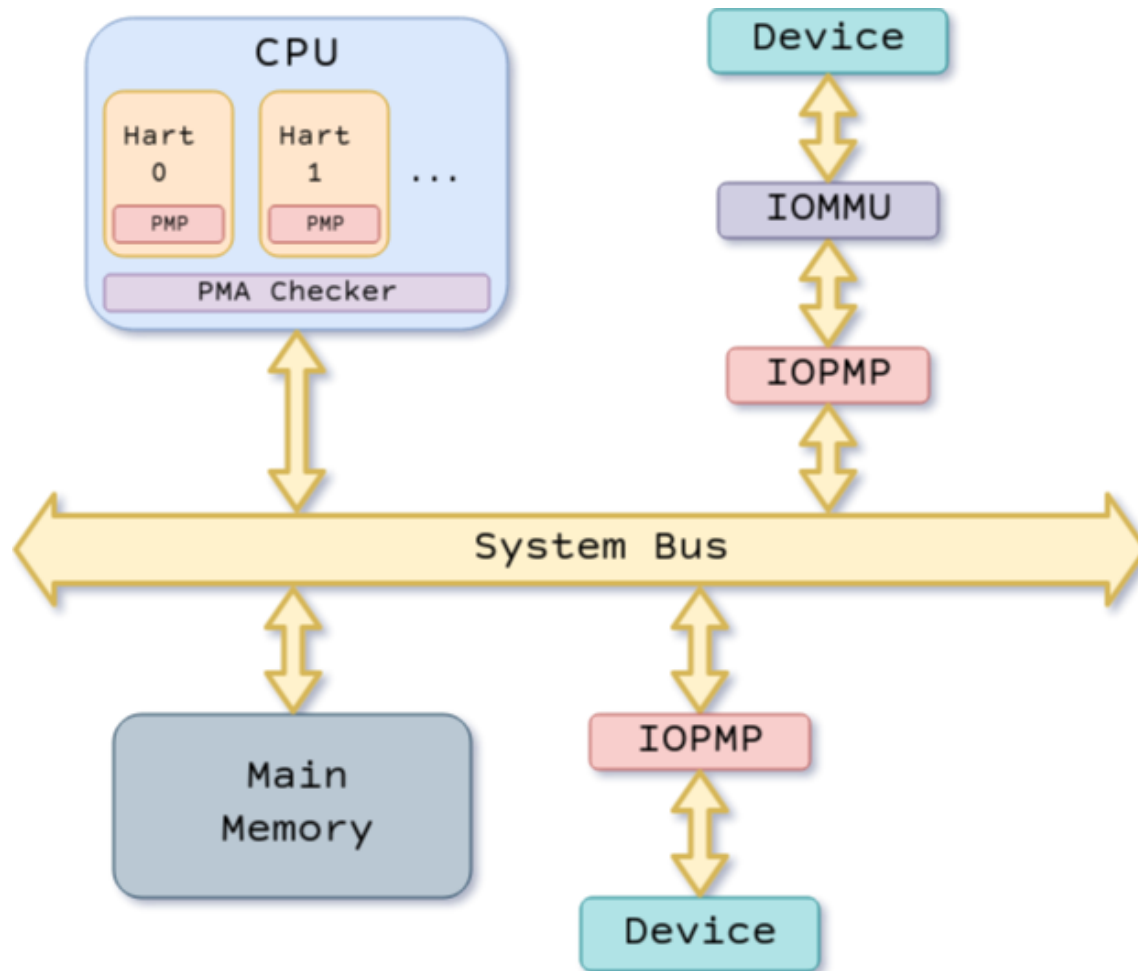 CPU
Hart
0
PMP
Hart
1
PMP
...
PMA Checker
Device
IOMMU
IOPMP
System Bus
Main
Memory
IOPMP
Device